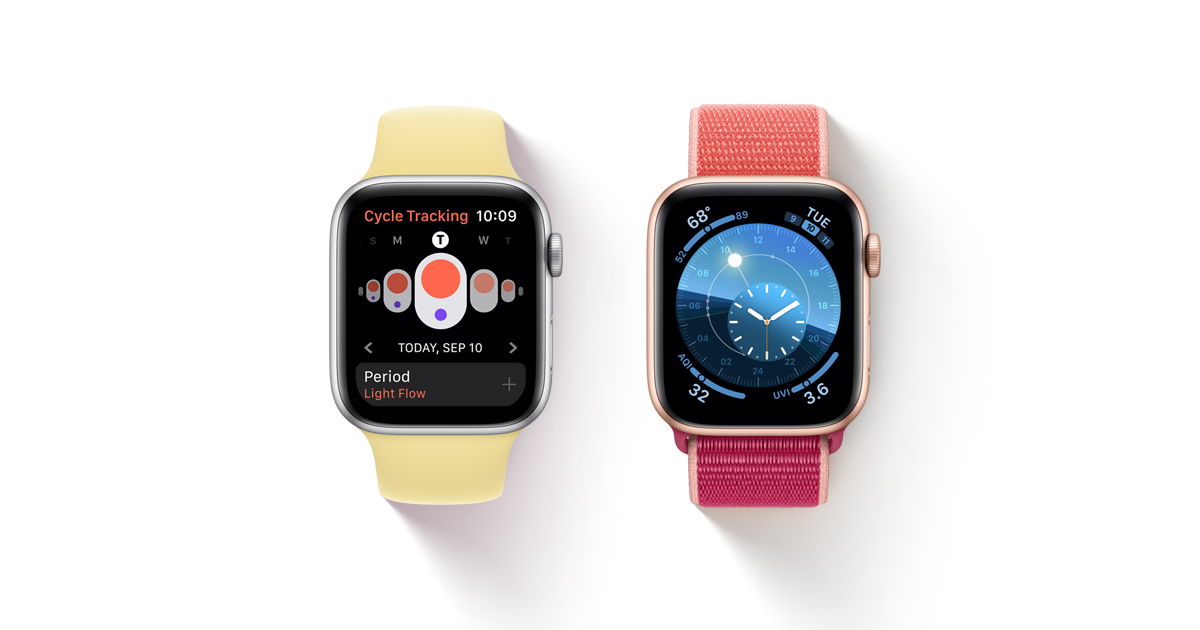 Cycle Tracking 10:09
S M T W T
TODAY, SEP 10
Period
Light Flow
68°
52 89
TUE
9 10 11
12
10 14
08 16
06 18
04 20
02 22
24
AQI
32
UVI
3.6